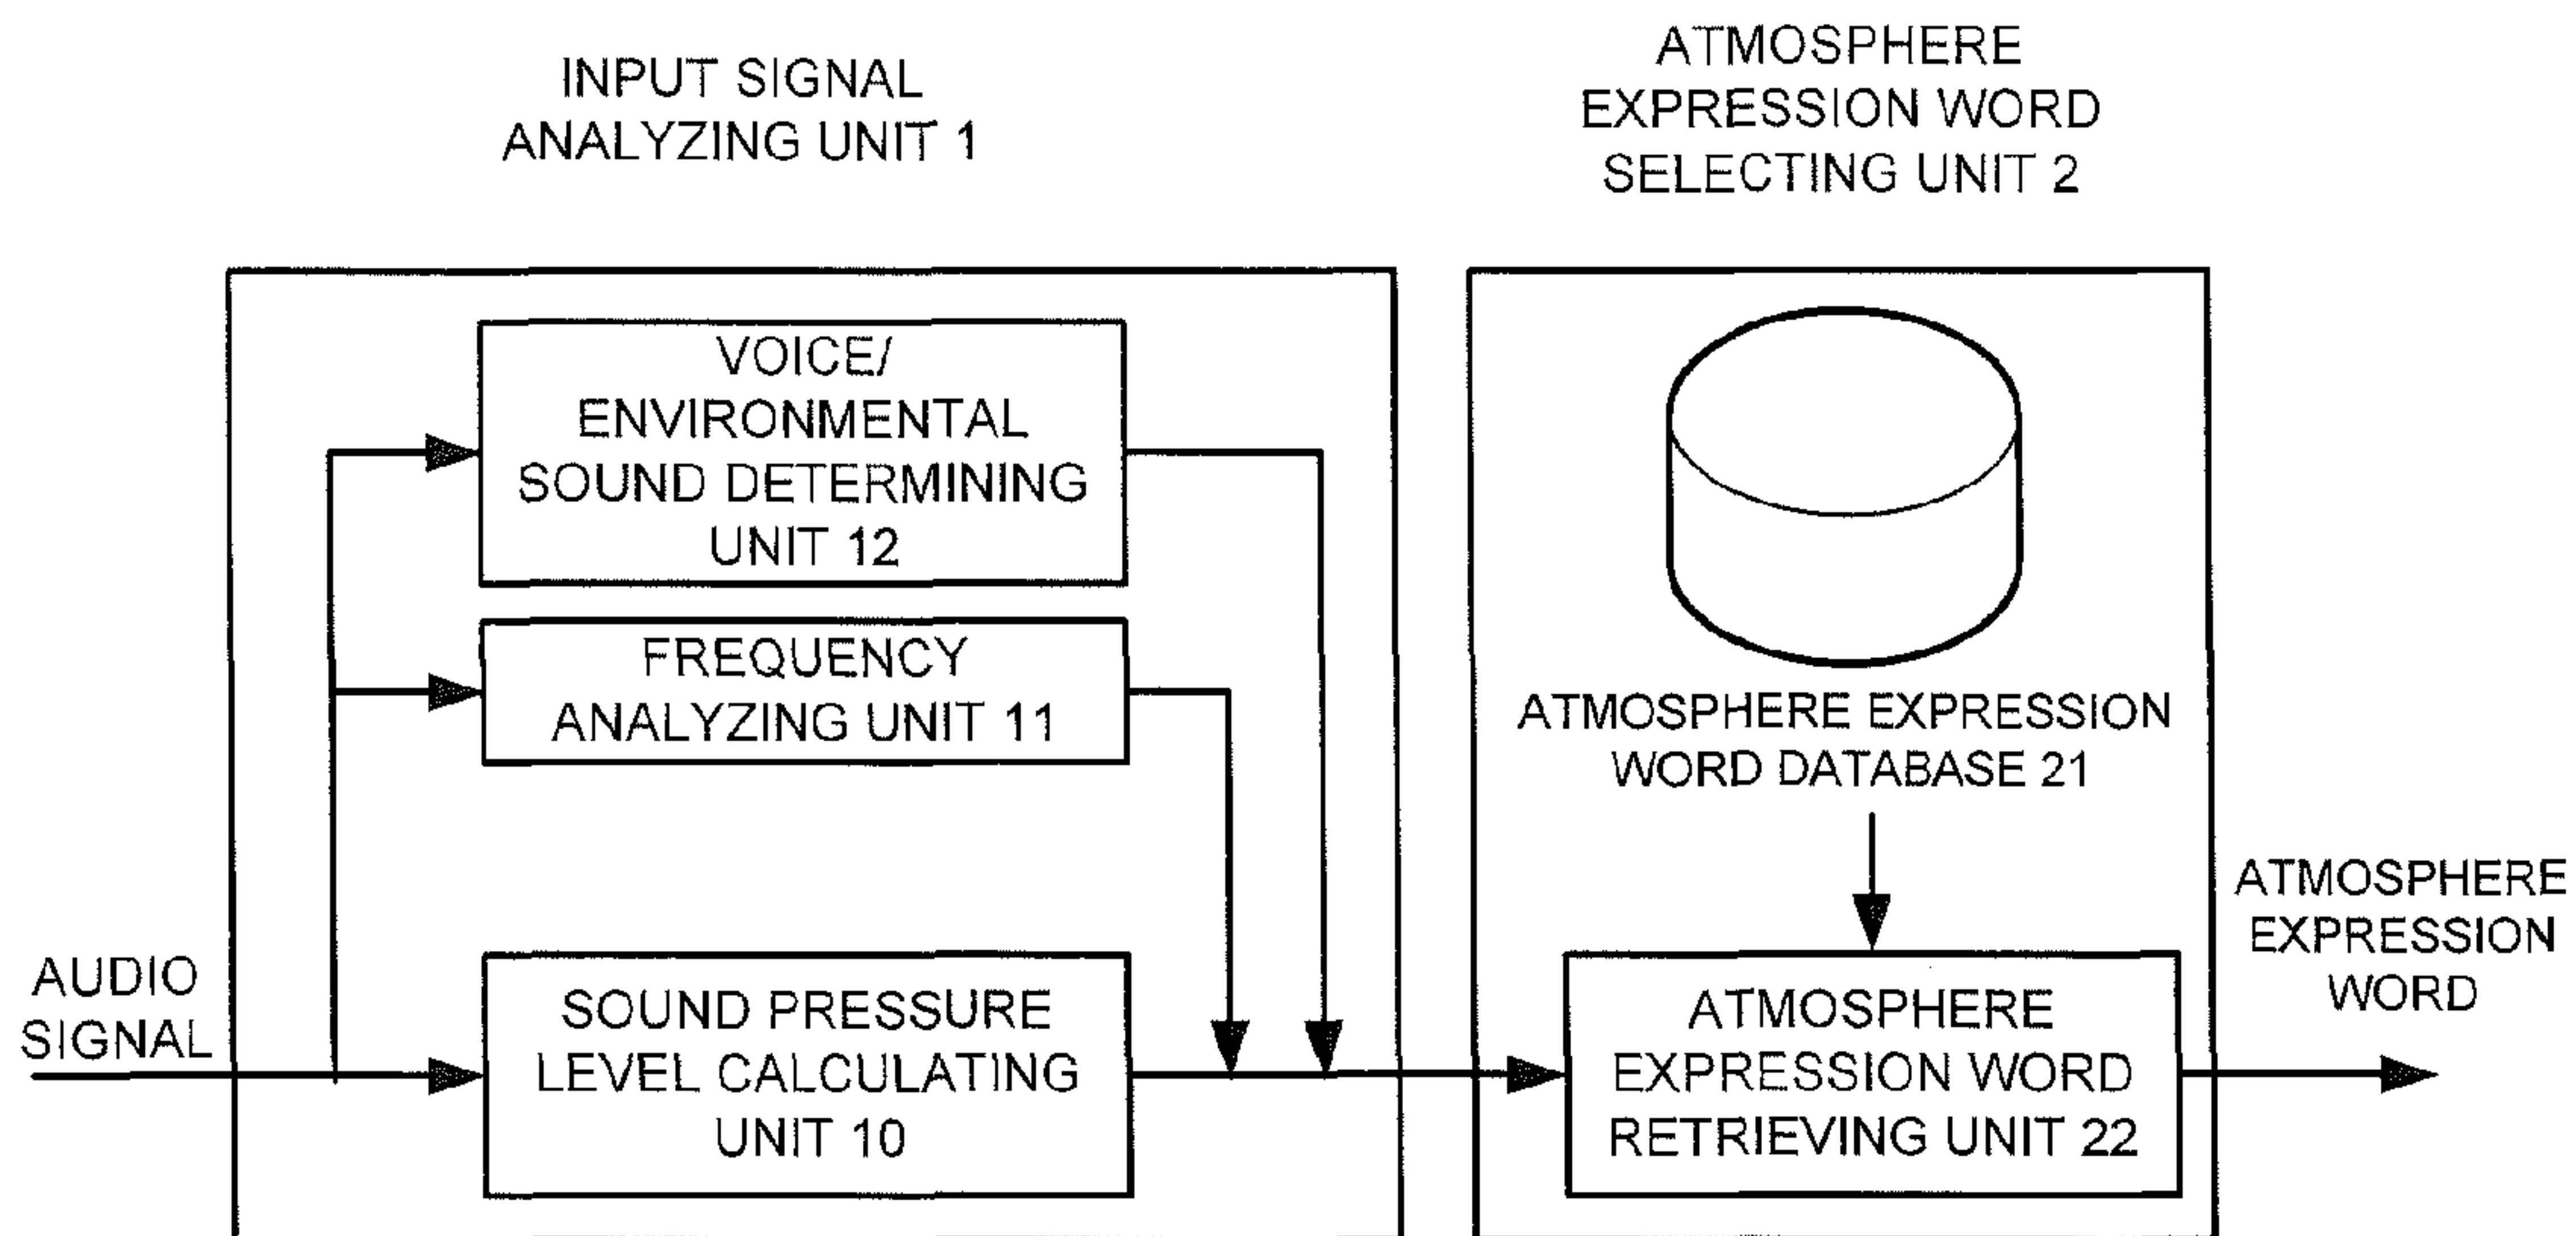 INPUT SIGNAL
ANALYZING UNIT 1
ATMOSPHERE
EXPRESSION WORD
SELECTING UNIT 2
VOICE/
ENVIRONMENTAL
SOUND DETERMINING
UNIT 12
FREQUENCY
ANALYZING UNIT 11
ATMOSPHERE EXPRESSION
WORD DATABASE 21
AUDIO
SIGNAL
SOUND PRESSURE
LEVEL CALCULATING
UNIT 10
ATMOSPHERE
EXPRESSION WORD
RETRIEVING UNIT 22
ATMOSPHERE
EXPRESSION
WORD